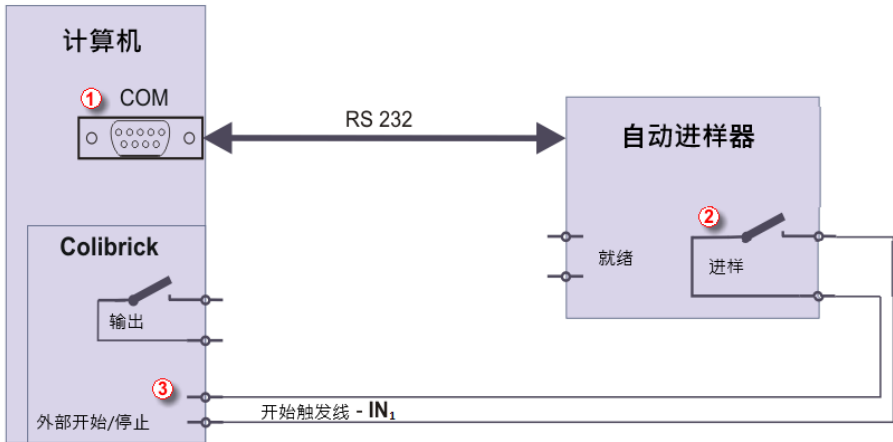 计算机
① COM
RS 232
自动进样器
②
Colibrick
就绪
进样
输出
③
外部开始/停止
开始触发线 - IN₁